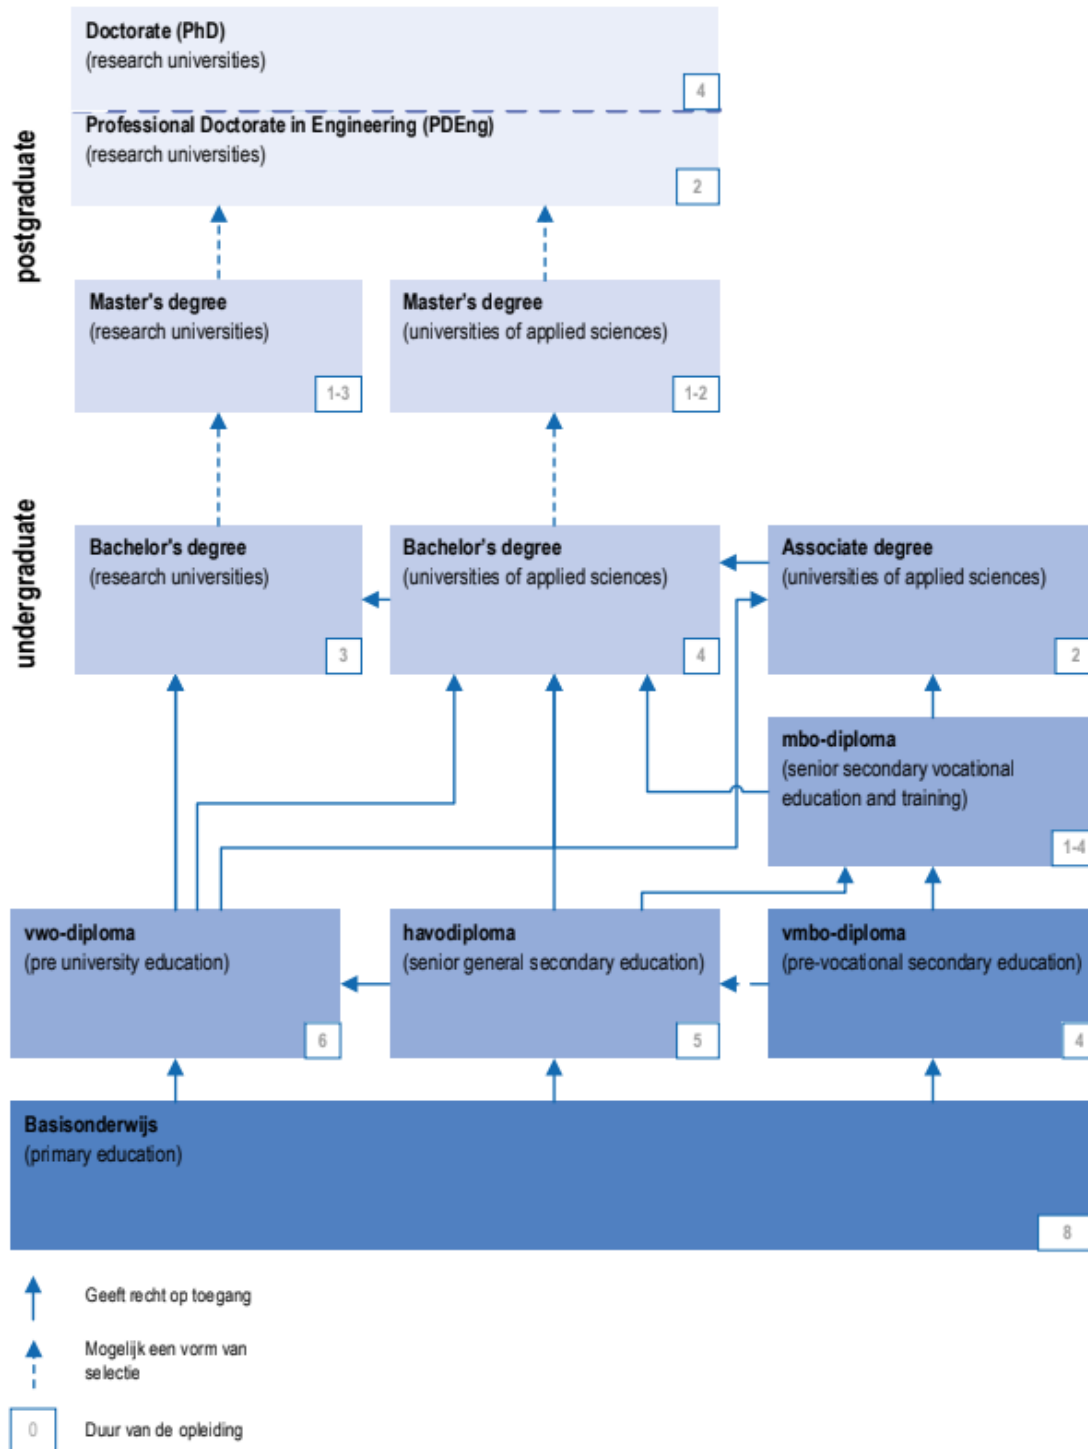 Doctorate (PhD)
(research universities)
4
Professional Doctorate in Engineering (PDEng)
(research universities)
2
postgraduate
Master's degree
(research universities)
1-3
Master's degree
(universities of applied sciences)
1-2
undergraduate
Bachelor's degree
(research universities)
3
Bachelor's degree
(universities of applied sciences)
4
Associate degree
(universities of applied sciences)
2
mbo-diploma
(senior secondary vocational
education and training)
1-4
vwo-diploma
(pre university education)
6
havodiploma
(senior general secondary education)
5
vmbo-diploma
(pre-vocational secondary education)
4
Basisonderwijs
(primary education)
8
Geeft recht op toegang
Mogelijk een vorm van
selectie
0
Duur van de opleiding